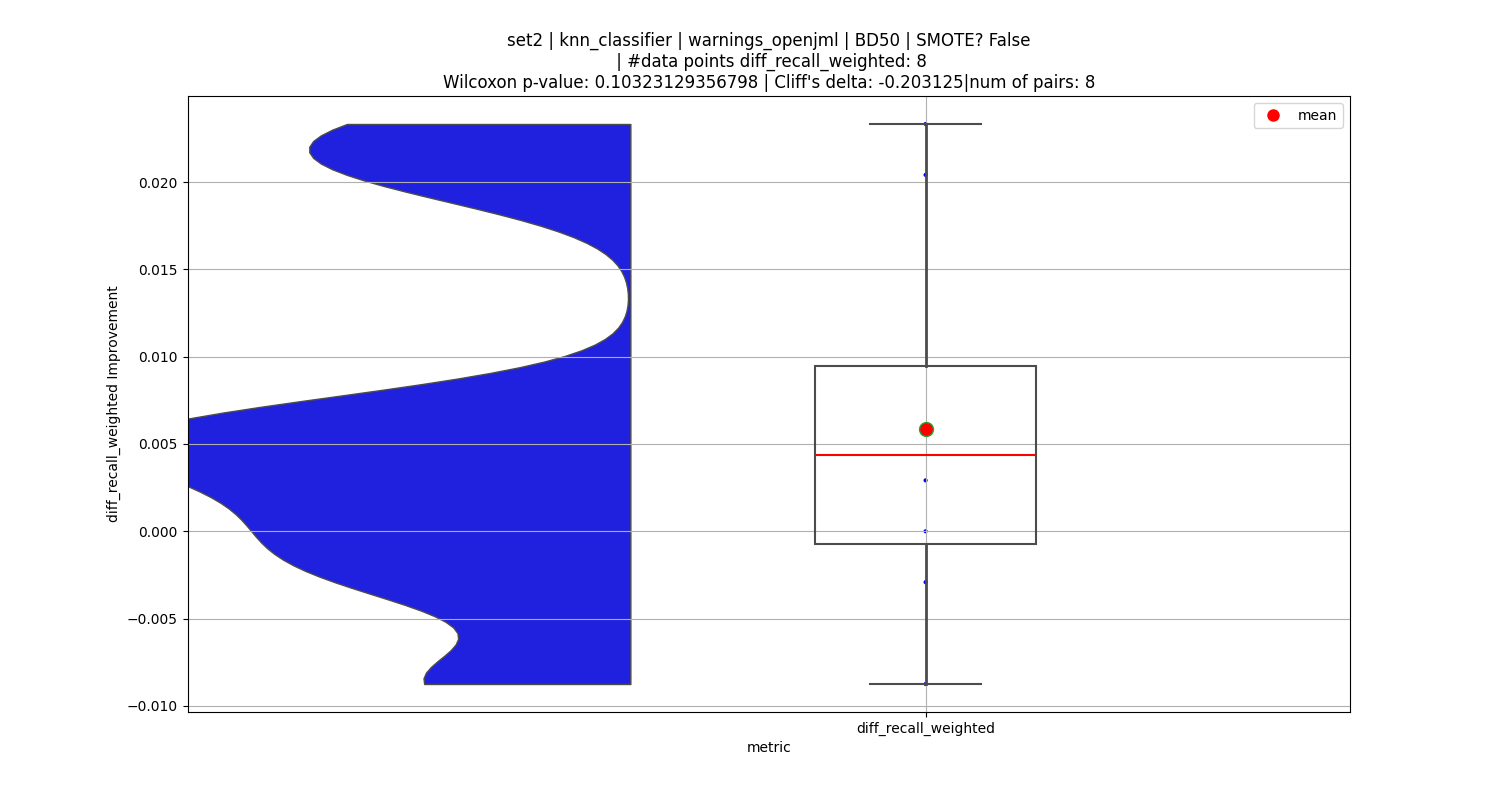 set2 | knn_classifier | warnings_openjml | BD50 | SMOTE? False
| #data points diff_recall_weighted: 8
Wilcoxon p-value: 0.10323129356798 | Cliff's delta: -0.203125|num of pairs: 8
mean
0.020
0.015
0.010
0.005
0.000
−0.005
−0.010
diff_recall_weighted Improvement
diff_recall_weighted
metric